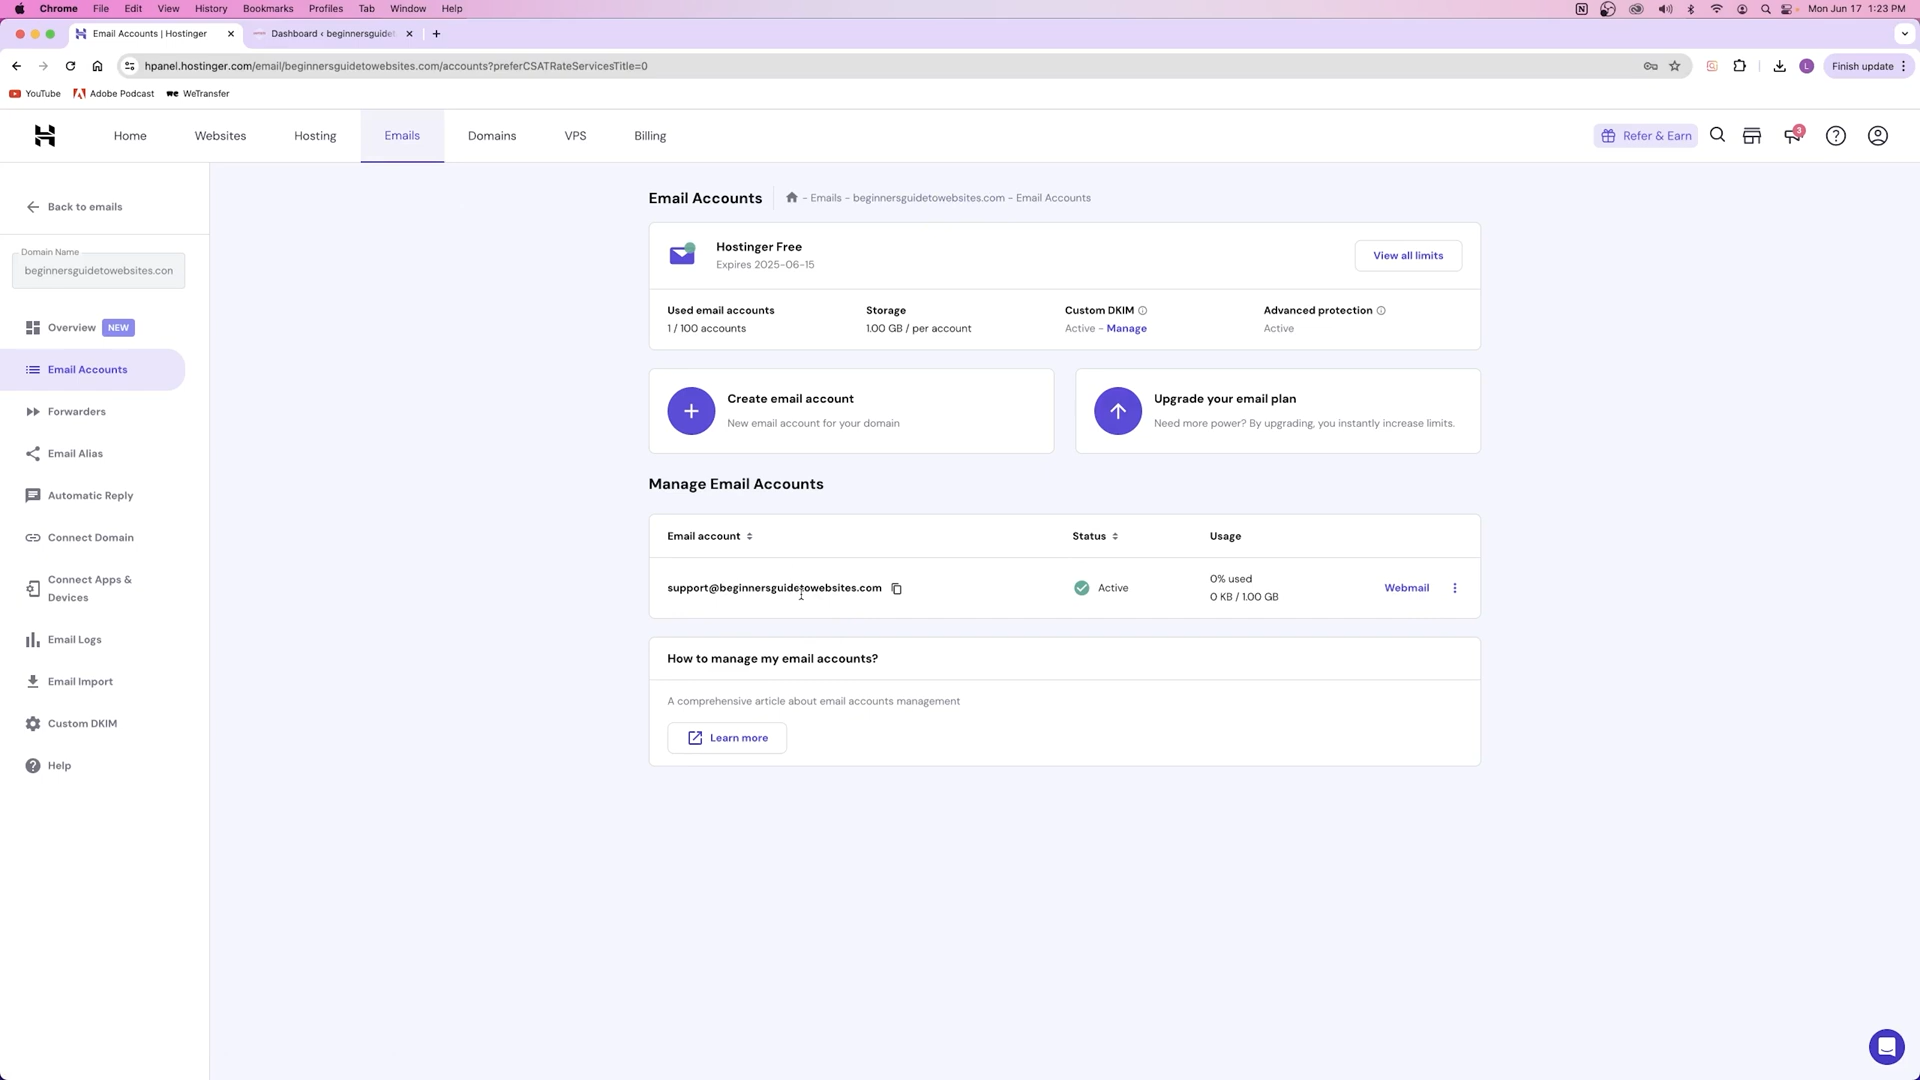 Chrome File Edit View History Bookmarks Profiles Tab Window Help
Mon Jun 17 1:23 PM
Email Accounts | Hostinger
Dashboard ‹ beginnersguidet
hpanel.hostinger.com/email/beginnersguidetowebsites.com/accounts?preferCSATRateServicesTitle=0
L
Finish update
YouTube Adobe Podcast WeTransfer
Home Websites Hosting Emails Domains VPS Billing
Refer & Earn
3
Back to emails
Domain Name
beginnersguidetowebsites.con
Overview NEW
Email Accounts
Forwarders
Email Alias
Automatic Reply
Connect Domain
Connect Apps &
Devices
Email Logs
Email Import
Custom DKIM
Help
Email Accounts
- Emails - beginnersguidetowebsites.com - Email Accounts
Hostinger Free
Expires 2025-06-15
View all limits
Used email accounts
1 / 100 accounts
Storage
1.00 GB / per account
Custom DKIM
Active - Manage
Advanced protection
Active
Create email account
New email account for your domain
Upgrade your email plan
Need more power? By upgrading, you instantly increase limits.
Manage Email Accounts
Email account Status Usage
support@beginnersguidetowebsites.com
Active
0% used
0 KB / 1.00 GB
Webmail
How to manage my email accounts?
A comprehensive article about email accounts management
Learn more